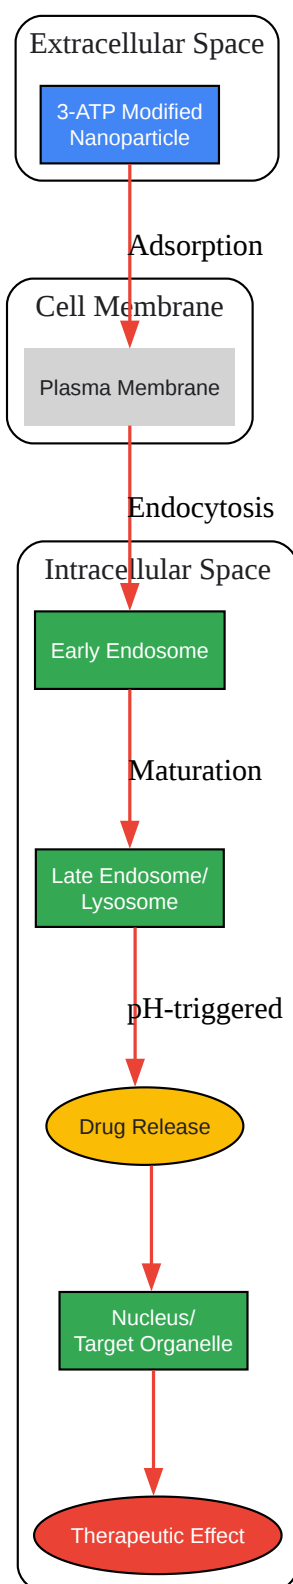 Extracellular Space
3-ATP Modified
Nanoparticle
Adsorption
Cell Membrane
Plasma Membrane
Endocytosis
Intracellular Space
Early Endosome
Maturation
Late Endosome/
Lysosome
pH-triggered
Drug Release
Nucleus/
Target Organelle
Therapeutic Effect